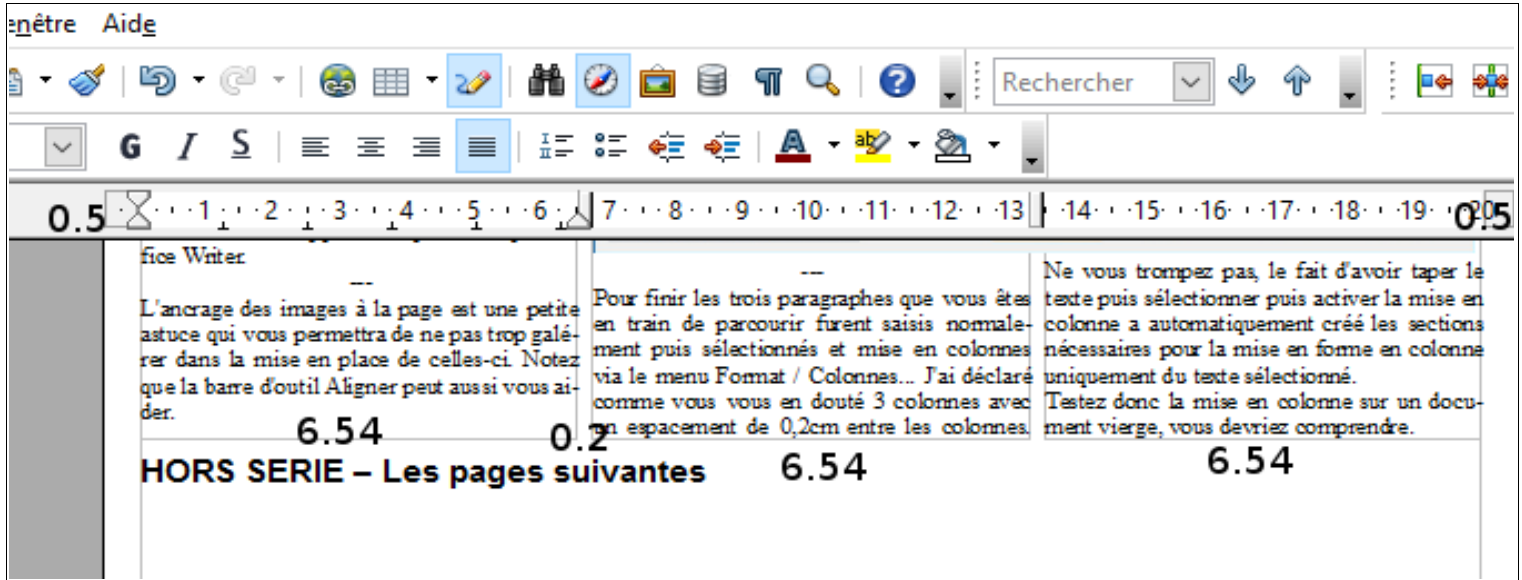 enêtre Aide
Rechercher
G I S
0.5 1 2 3 4 5 6 7 8 9 10 11 12 13 14 15 16 17 18 19 20 0.5
fice Writer.
---
L'ancrage des images à la page est une petite
astuce qui vous permettra de ne pas trop galé-
rer dans la mise en place de celles-ci. Notez
que la barre d'outil Aligner peut aussi vous ai-
der.
6.54
0.2
---
Pour finir les trois paragraphes que vous êtes
en train de parcourir furent saisis normale-
ment puis sélectionnés et mise en colonnes
via le menu Format / Colonnes... J'ai déclaré
comme vous vous en douté 3 colonnes avec
un espacement de 0,2cm entre les colonnes.
6.54
Ne vous trompez pas, le fait d'avoir taper le
texte puis sélectionner puis activer la mise en
colonne a automatiquement créé les sections
nécessaires pour la mise en forme en colonne
uniquement du texte sélectionné.
Testez donc la mise en colonne sur un docu-
ment vierge, vous devriez comprendre.
6.54
HORS SERIE – Les pages suivantes